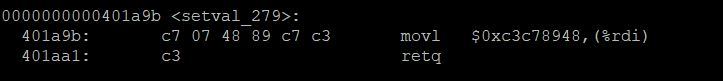 0000000000401a9b <setval_279>:
401a9b: c7 07 48 89 c7 c3 movl $0xc3c78948,(%rdi)
401aa1: c3 retq